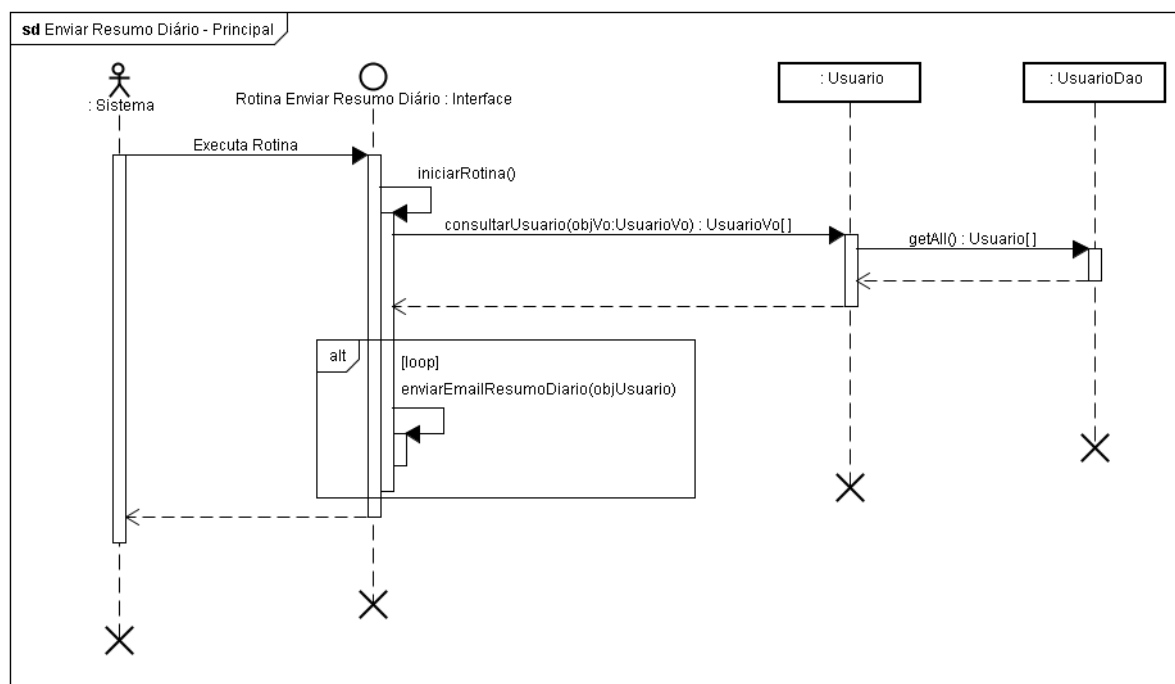 sd Enviar Resumo Diário - Principal
: Sistema
Rotina Enviar Resumo Diário : Interface
: Usuario
: UsuarioDao
Executa Rotina
iniciarRotina()
consultarUsuario(objVo:UsuarioVo) : UsuarioVo[ ]
getAll() : Usuario[ ]
alt
[loop]
enviarEmailResumoDiario(objUsuario)